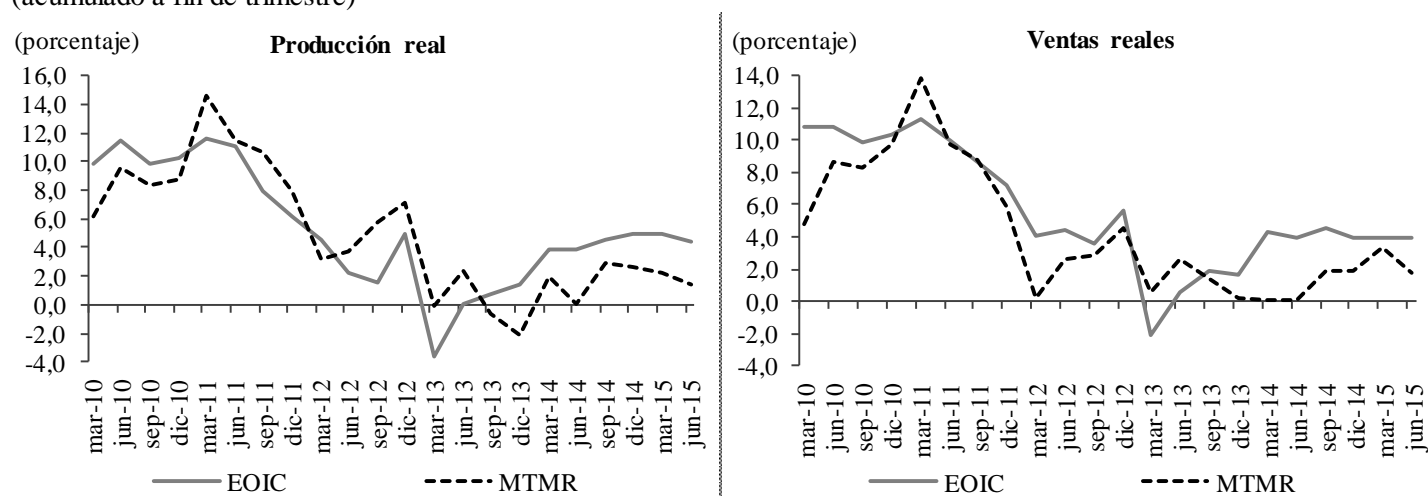 (acumulado a fin de trimestre)
(porcentaje)
Producción real
16,0
14,0
12,0
10,0
8,0
6,0
4,0
2,0
0,0
-2,0
-4,0
mar-10
jun-10
sep-10
dic-10
mar-11
jun-11
sep-11
dic-11
mar-12
jun-12
sep-12
dic-12
mar-13
jun-13
sep-13
dic-13
mar-14
jun-14
sep-14
dic-14
mar-15
jun-15
EOIC
MTMR
(porcentaje)
Ventas reales
14,0
12,0
10,0
8,0
6,0
4,0
2,0
0,0
-2,0
-4,0
mar-10
jun-10
sep-10
dic-10
mar-11
jun-11
sep-11
dic-11
mar-12
jun-12
sep-12
dic-12
mar-13
jun-13
sep-13
dic-13
mar-14
jun-14
sep-14
dic-14
mar-15
jun-15
EOIC
MTMR